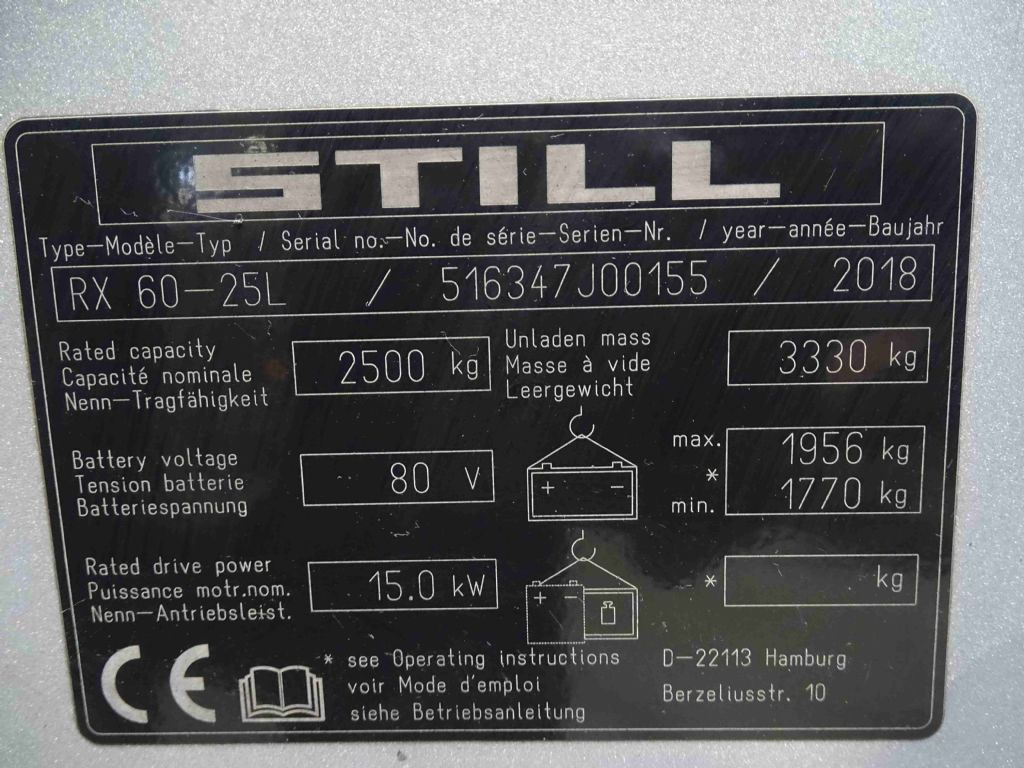 STILL
Type-Modèle-Typ / Serial no.-No. de série-Serien-Nr. / year-année-Baujahr
RX 60-25L / 516347J00155 / 2018
Rated capacity
Capacité nominale
Nenn-Tragfähigkeit
2500 kg
Unladen mass
Masse à vide
Leergewicht
3330 kg
Battery voltage
Tension batterie
Batteriespannung
80 V
+ -
max. 1956 kg
*
min. 1770 kg
Rated drive power
Puissance motr.nom.
Nenn-Antriebsleist.
15.0 kW
+ -
* kg
CE
* see Operating instructions
voir Mode d'emploi
siehe Betriebsanleitung
D-22113 Hamburg
Berzeliusstr. 10